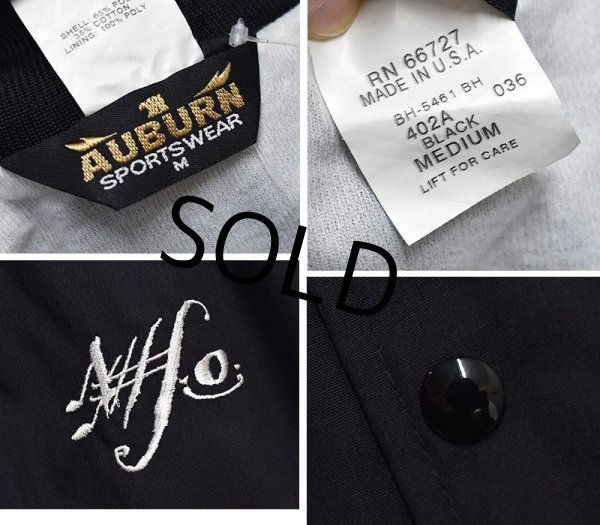 SHELL: 65% PO
35% COTTON
LINING: 100% POLY
AUBURN
SPORTSWEAR
M
RN 66727
MADE IN U.S.A.
BH-5461 BH 036
402A
BLACK
MEDIUM
LIFT FOR CARE
SOLD